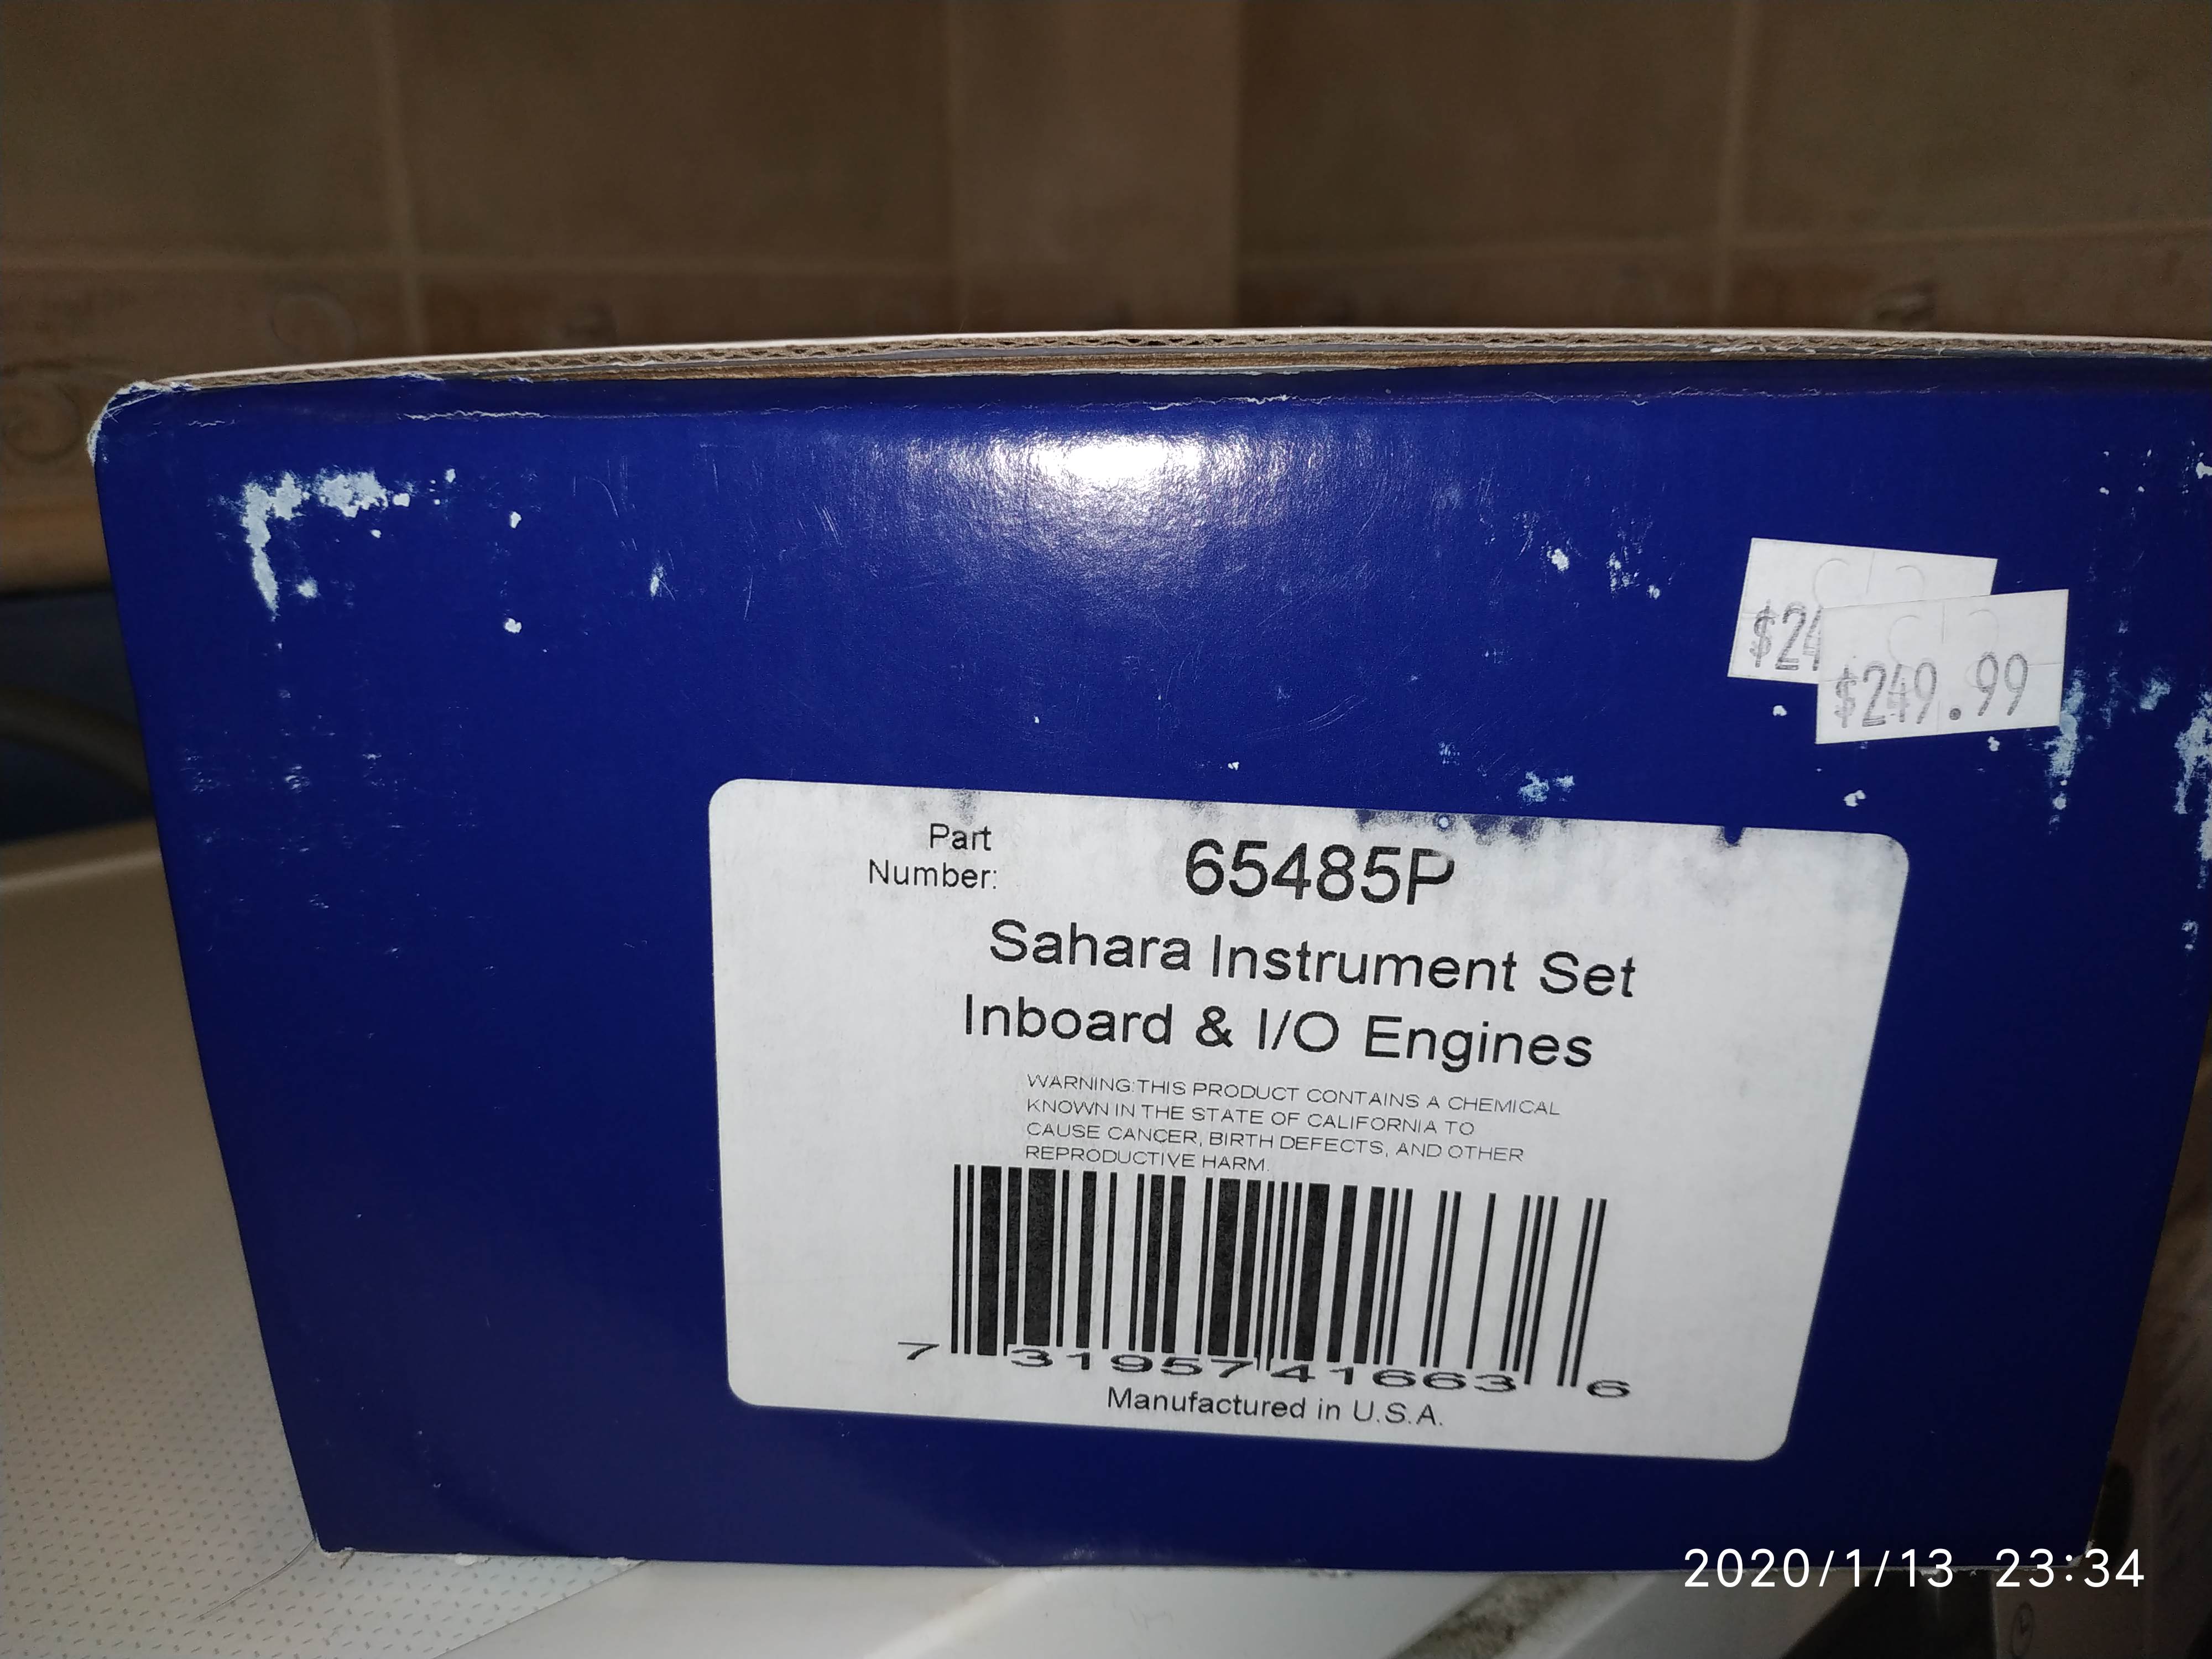 $24
$249.99
Part
Number:
65485P
Sahara Instrument Set
Inboard & I/O Engines
WARNING:THIS PRODUCT CONTAINS A CHEMICAL
KNOWN IN THE STATE OF CALIFORNIA TO
CAUSE CANCER, BIRTH DEFECTS, AND OTHER
REPRODUCTIVE HARM.
7 31957 41663 6
Manufactured in U.S.A.
2020/1/13 23:34